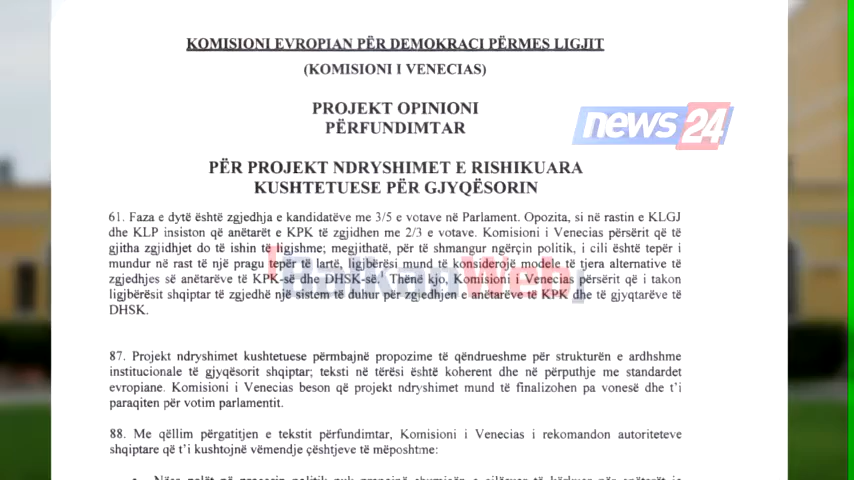 KOMISIONI EVROPIAN PËR DEMOKRACI PËRMES LIGJIT
(KOMISIONI I VENECIAS)
PROJEKT OPINIONI
PËRFUNDIMTAR
news 24
PËR PROJEKT NDRYSHIMET E RISHIKUARA
KUSHTETUESE PËR GJYQËSORIN
61. Faza e dytë është zgjedhja e kandidatëve me 3/5 e votave në Parlament. Opozita, si në rastin e KLGJ
dhe KLP insiston që anëtarët e KPK të zgjidhen me 2/3 e votave. Komisioni i Venecias përsërit që të
gjitha zgjidhjet do të ishin të ligjshme; megjithatë, për të shmangur ngërçin politik, i cili është tepër i
mundur në rast të një pragu tepër të lartë, ligjbërësi mund të konsiderojë modele të tjera alternative të
zgjedhjes së anëtarëve të KPK-së dhe DHSK-së. Thënë kjo, Komisioni i Venecias përsërit që i takon
ligjbërësit shqiptar të zgjedhë një sistem të duhur për zgjedhjen e anëtarëve të KPK dhe të gjyqtarëve të
DHSK.
BalkanWeb
87. Projekt ndryshimet kushtetuese përmbajnë propozime të qëndrueshme për strukturën e ardhshme
institucionale të gjyqësorit shqiptar; teksti në tërësi është koherent dhe në përputhje me standardet
evropiane. Komisioni i Venecias beson që projekt ndryshimet mund të finalizohen pa vonesë dhe t'i
paraqiten për votim parlamentit.
88. Me qëllim përgatitjen e tekstit përfundimtar, Komisioni i Venecias i rekomandon autoriteteve
shqiptare që t'i kushtojnë vëmendje çështjeve të mëposhtme: